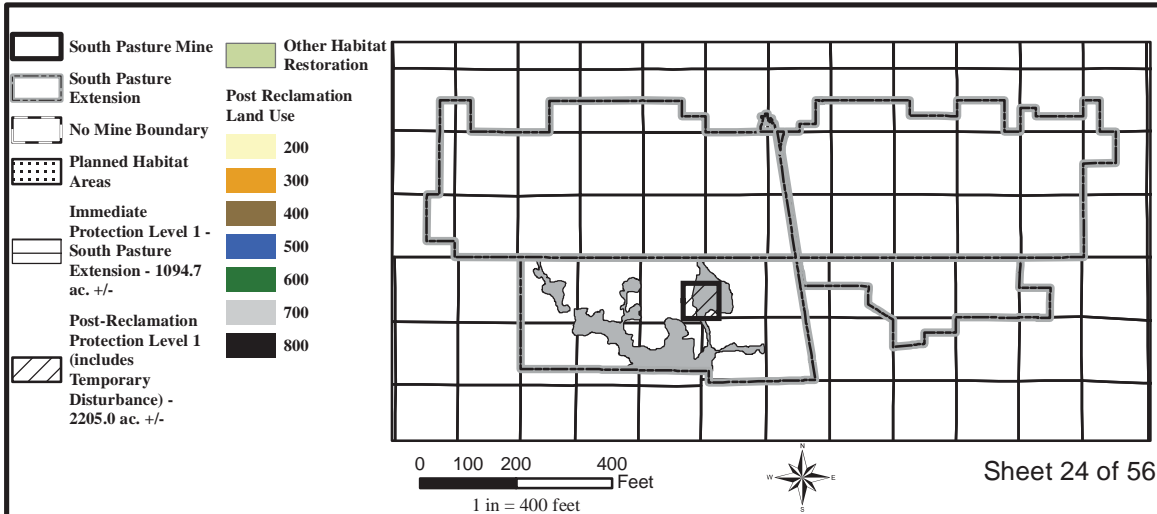 South Pasture Mine
South Pasture
Extension
No Mine Boundary
Planned Habitat
Areas
Immediate
Protection Level 1 -
South Pasture
Extension - 1094.7
ac. +/-
Post-Reclamation
Protection Level 1
(includes
Temporary
Disturbance) -
2205.0 ac. +/-
Other Habitat
Restoration
Post Reclamation
Land Use
200
300
400
500
600
700
800
0 100 200 400
Feet
1 in = 400 feet
N
W E
S
Sheet 24 of 56